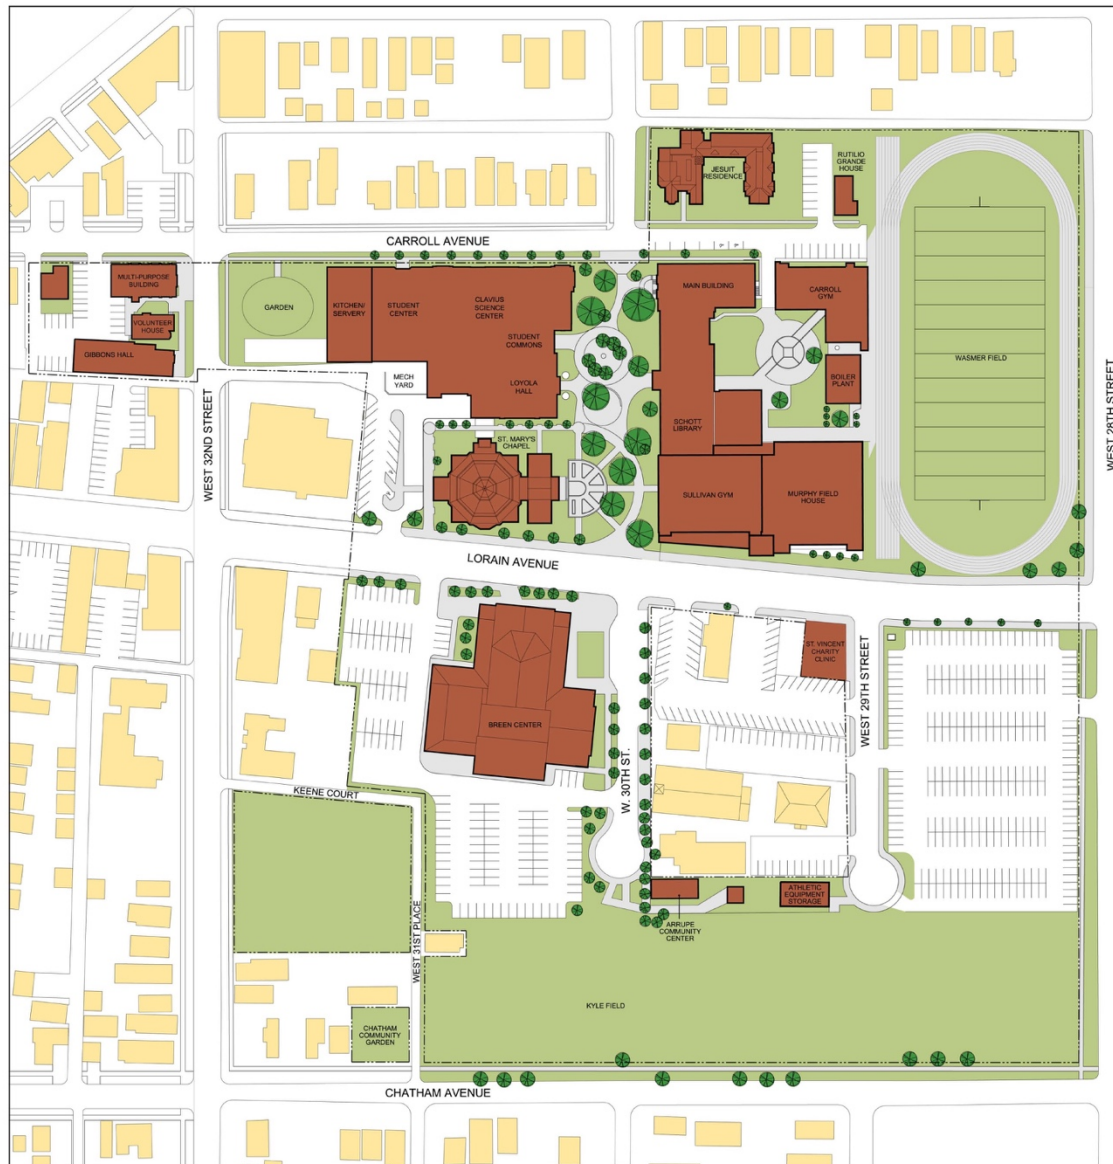 JESUIT
RESIDENCE
RUTILIO
GRANDE
HOUSE
CARROLL AVENUE
P
P
MULTI-PURPOSE
BUILDING
VOLUNTEER
HOUSE
GIBBONS HALL
GARDEN
KITCHEN/
SERVERY
STUDENT
CENTER
CLAVIUS
SCIENCE
CENTER
STUDENT
COMMONS
LOYOLA
HALL
MECH
YARD
MAIN BUILDING
CARROLL
GYM
BOILER
PLANT
WASMER FIELD
SCHOTT
LIBRARY
WEST 32ND STREET
WEST 28TH STREET
ST. MARY'S
CHAPEL
SULLIVAN GYM
MURPHY FIELD
HOUSE
LORAIN AVENUE
ST. VINCENT
CHARITY
CLINIC
WEST 29TH STREET
BREEN CENTER
W. 30TH ST.
KEENE COURT
WEST 31ST PLACE
ATHLETIC
EQUIPMENT
STORAGE
ARRUPE
COMMUNITY
CENTER
KYLE FIELD
CHATHAM
COMMUNITY
GARDEN
CHATHAM AVENUE